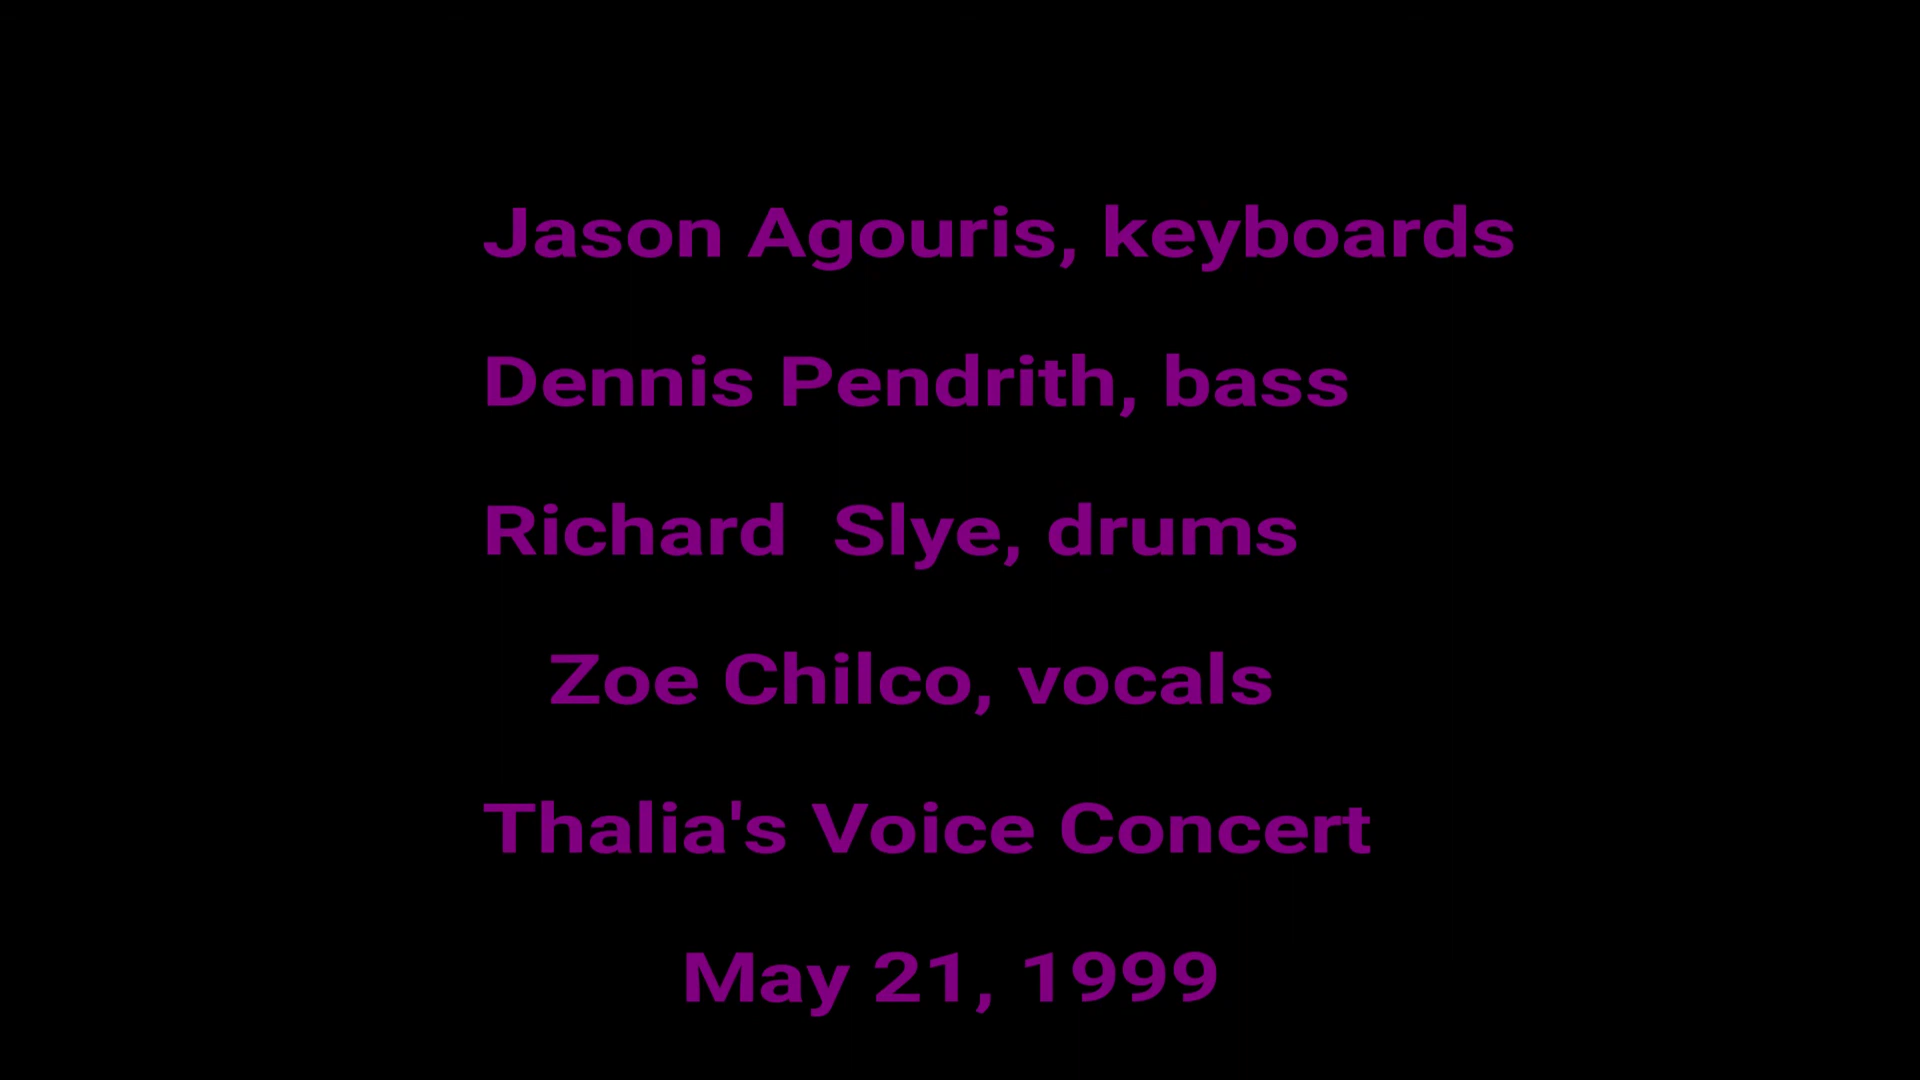 Jason Agouris, keyboards
Dennis Pendrith, bass
Richard  Slye, drums
Zoe Chilco, vocals
Thalia's Voice Concert
May 21, 1999